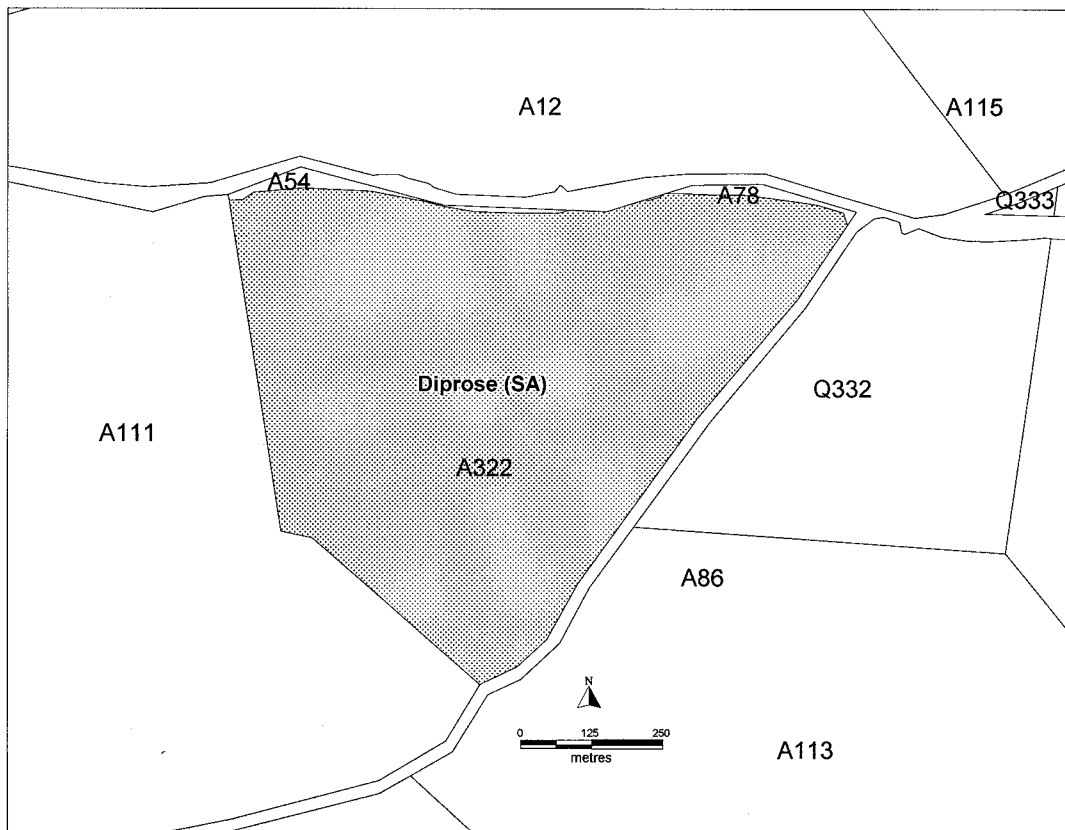 A12
A115
A54
A78
Q333
Diprose (SA)
Q332
A111
A322
A86
N
0 125 250
metres
A113